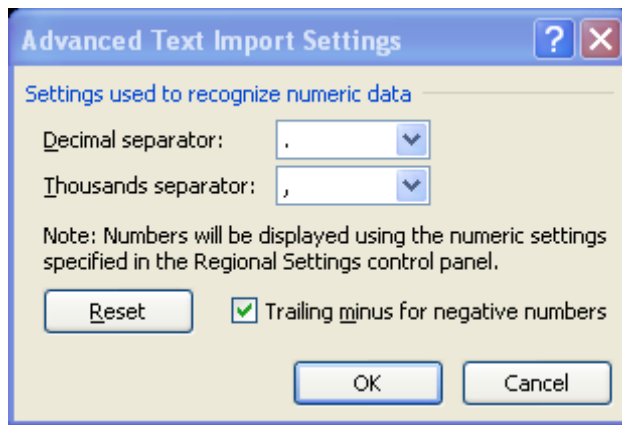 Advanced Text Import Settings
Settings used to recognize numeric data
Decimal separator: .
Thousands separator: ,
Note: Numbers will be displayed using the numeric settings
specified in the Regional Settings control panel.
Reset Trailing minus for negative numbers
OK Cancel